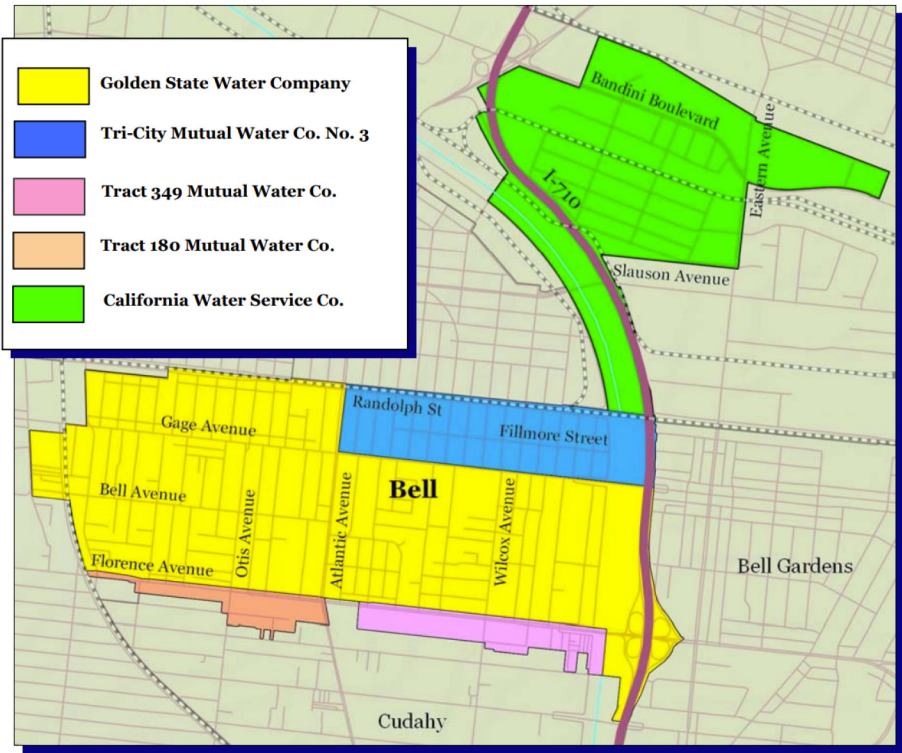 Golden State Water Company
Tri-City Mutual Water Co. No. 3
Tract 349 Mutual Water Co.
Tract 180 Mutual Water Co.
California Water Service Co.
Bandini Boulevard
Eastern Avenue
I-710
Slauson Avenue
Randolph St
Fillmore Street
Gage Avenue
Bell
Bell Avenue
Otis Avenue
Atlantic Avenue
Wilcox Avenue
Florence Avenue
Bell Gardens
Cudahy